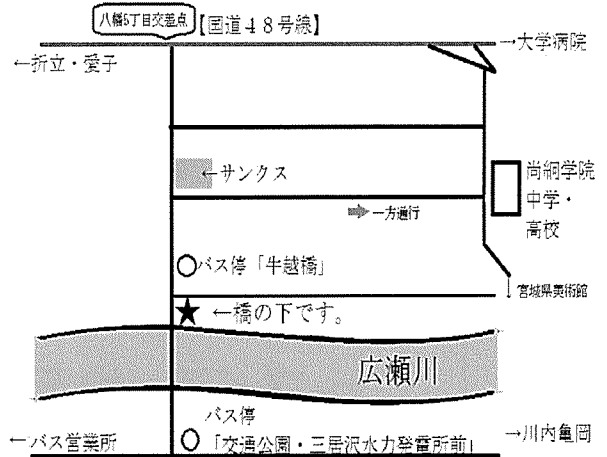 八幡5丁目交差点
【国道48号線】
→大学病院
←折立・愛子
←サンクス
尚絅学院
中学・
高校
→一方通行
バス停「牛越橋」
宮城県美術館
★ ←橋の下です。
広瀬川
バス停
「交通公園・三居沢水力発電所前」
←バス営業所
→川内亀岡